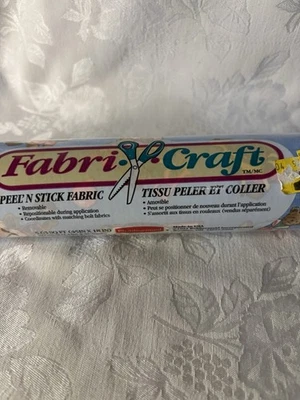 Fabri Craft
TM/MC
PEEL'N STICK FABRIC
• Removable
• Repositionable during application
• Coordinates with matching bolt fabrics
TISSU PELER ET COLLER
• Amovible
• Peut se positionner de nouveau durant l'application
• S'assortit aux tissus en rouleaux (vendus séparément)